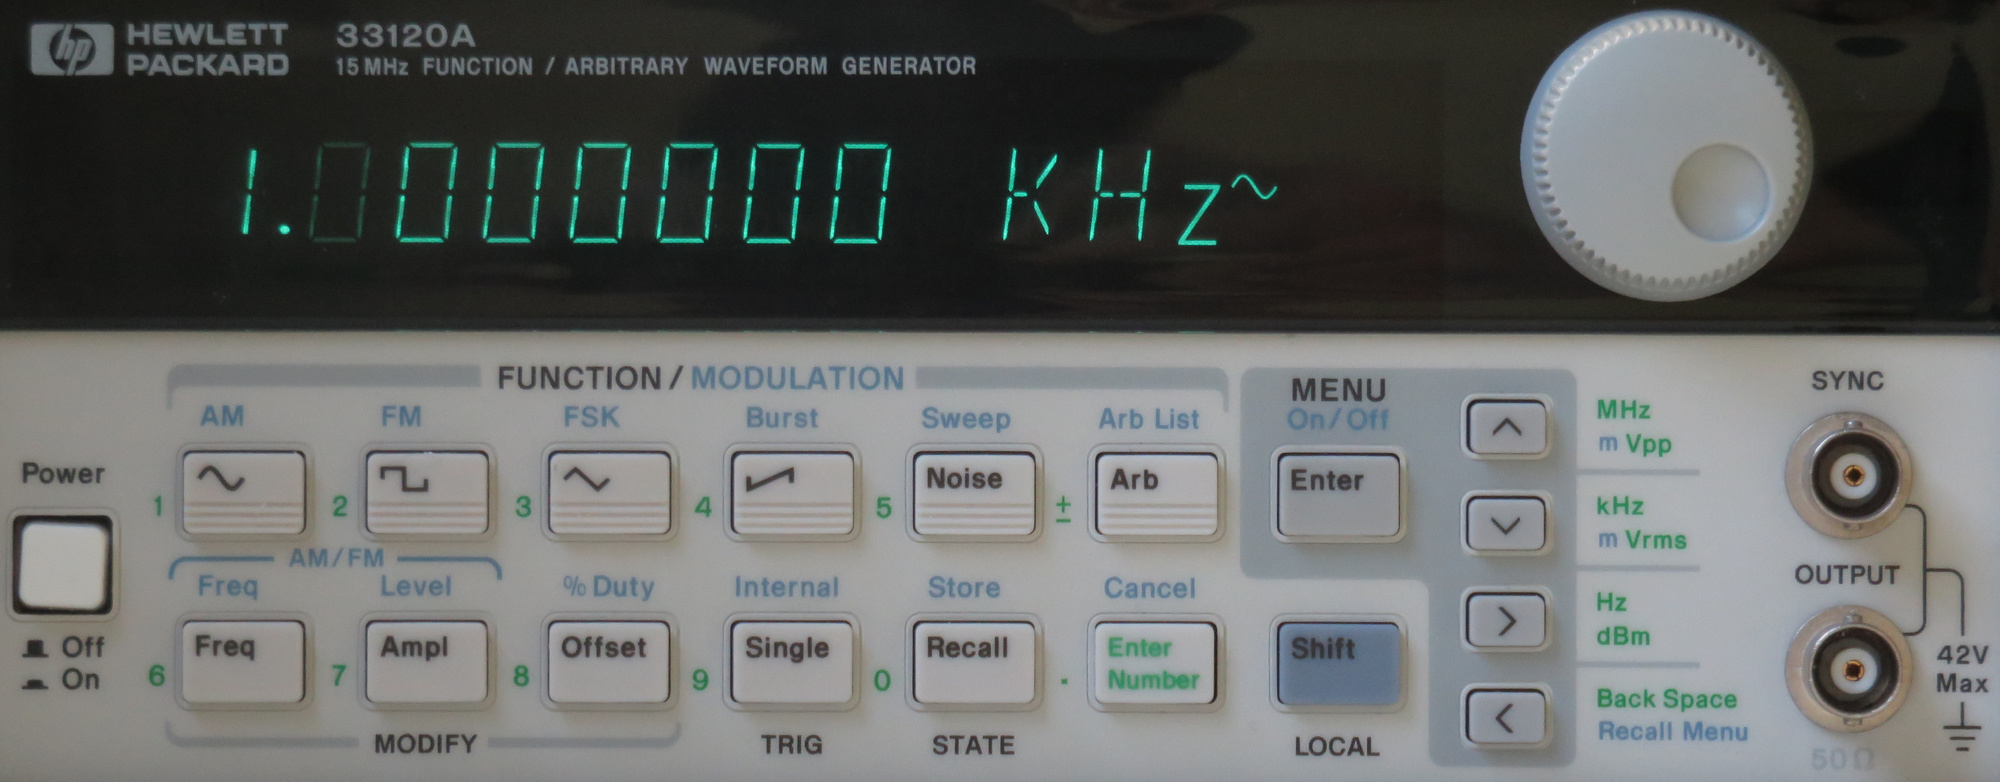 hp HEWLETT PACKARD
33120A
15 MHz FUNCTION / ARBITRARY WAVEFORM GENERATOR
1.0000000 KHz~
FUNCTION / MODULATION
MENU
SYNC
AM FM FSK Burst Sweep Arb List On/Off
MHz
m Vpp
Power
1 2 3 4 5 Noise ± Arb Enter
kHz
m Vrms
AM/FM
OUTPUT
Freq Level % Duty Internal Store Cancel
Hz
dBm
Off
On
6 Freq 7 Ampl 8 Offset 9 Single 0 Recall . Enter Number Shift
42V
Max
Back Space
Recall Menu
MODIFY TRIG STATE LOCAL
50Ω